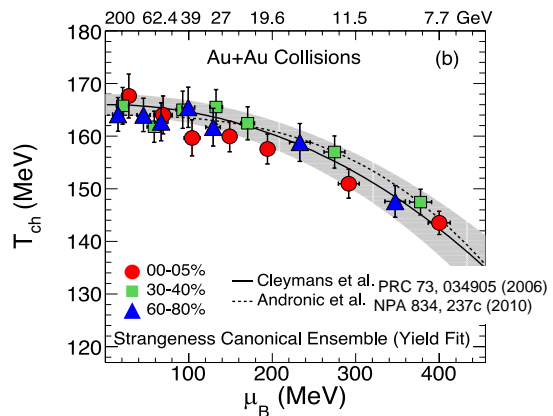 200 62.4 39 27 19.6 11.5 7.7 GeV
Au+Au Collisions (b)
180
170
160
150
140
130
120
T_ch (MeV)
00-05%
30-40%
60-80%
Cleymans et al. PRC 73, 034905 (2006)
Andronic et al. NPA 834, 237c (2010)
Strangeness Canonical Ensemble (Yield Fit)
0 100 200 300 400
μ_B (MeV)